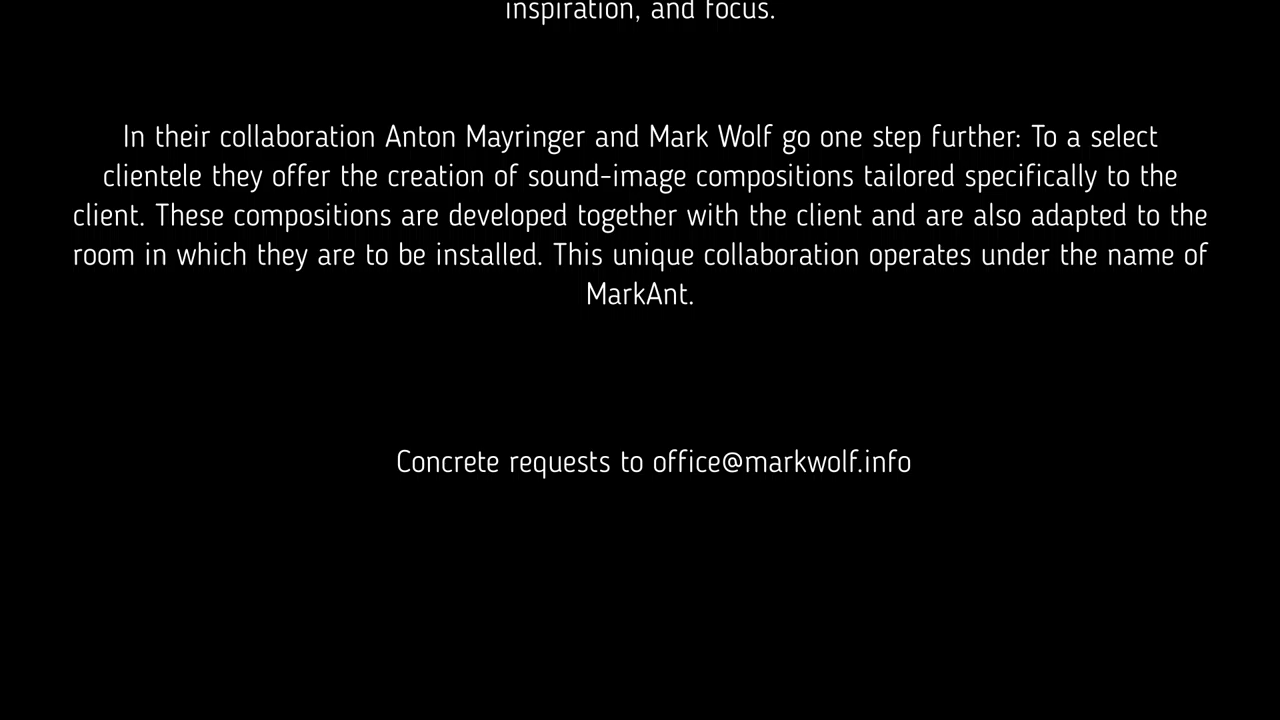 inspiration, and focus.
In their collaboration Anton Mayringer and Mark Wolf go one step further: To a select
clientele they offer the creation of sound-image compositions tailored specifically to the
client. These compositions are developed together with the client and are also adapted to the
room in which they are to be installed. This unique collaboration operates under the name of
MarkAnt.
Concrete requests to office@markwolf.info